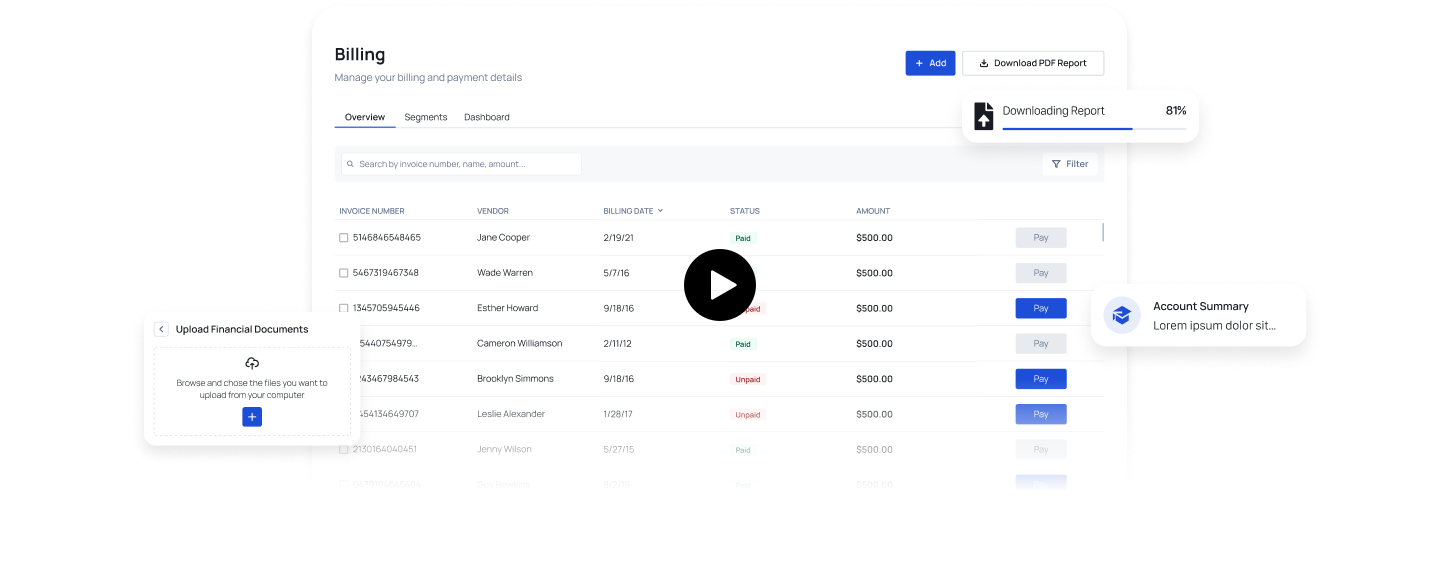 Billing
Manage your billing and payment details
Add
Download PDF Report
Downloading Report 81%
Overview Segments Dashboard
Search by invoice number, name, amount...
Filter
INVOICE NUMBER VENDOR BILLING DATE STATUS AMOUNT
5146846548465 Jane Cooper 2/19/21 Paid $500.00 Pay
5467319467348 Wade Warren 5/7/16 $500.00 Pay
1345705945446 Esther Howard 9/18/16 $500.00 Pay
5440754979... Cameron Williamson 2/11/12 Paid $500.00 Pay
43467984543 Brooklyn Simmons 9/18/16 Unpaid $500.00 Pay
454134649707 Leslie Alexander 1/28/17 Unpaid $500.00 Pay
2130164040451 Jenny Wilson 5/27/15 Paid $500.00 Pay
$500.00
Upload Financial Documents
Browse and chose the files you want to
upload from your computer
Account Summary
Lorem ipsum dolor sit...